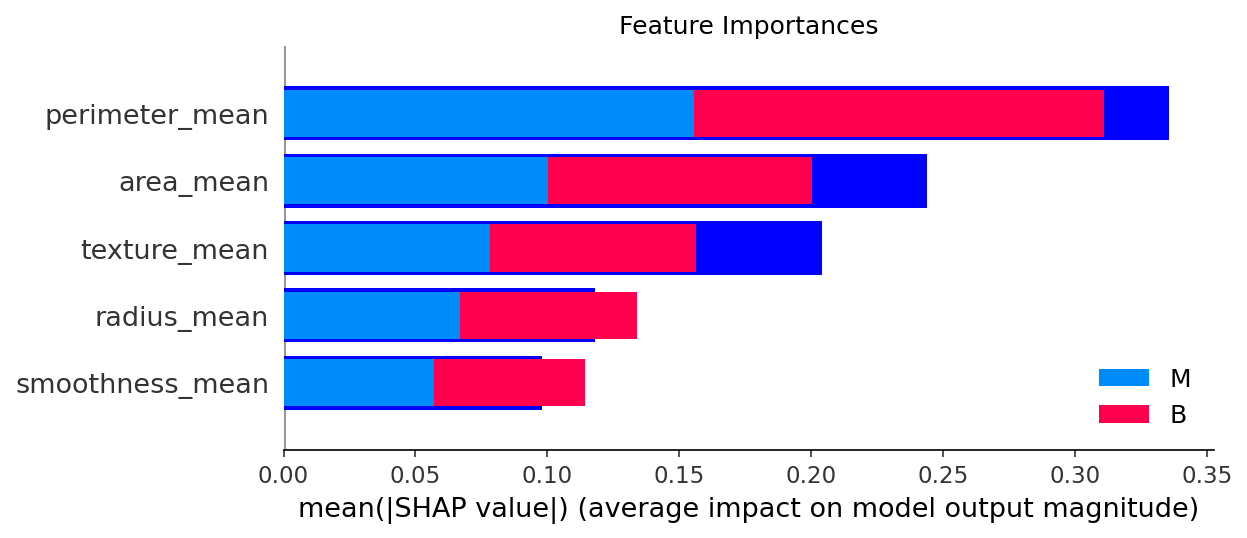 Feature Importances
perimeter_mean
area_mean
texture_mean
radius_mean
smoothness_mean
M
B
0.00 0.05 0.10 0.15 0.20 0.25 0.30 0.35
mean(|SHAP value|) (average impact on model output magnitude)